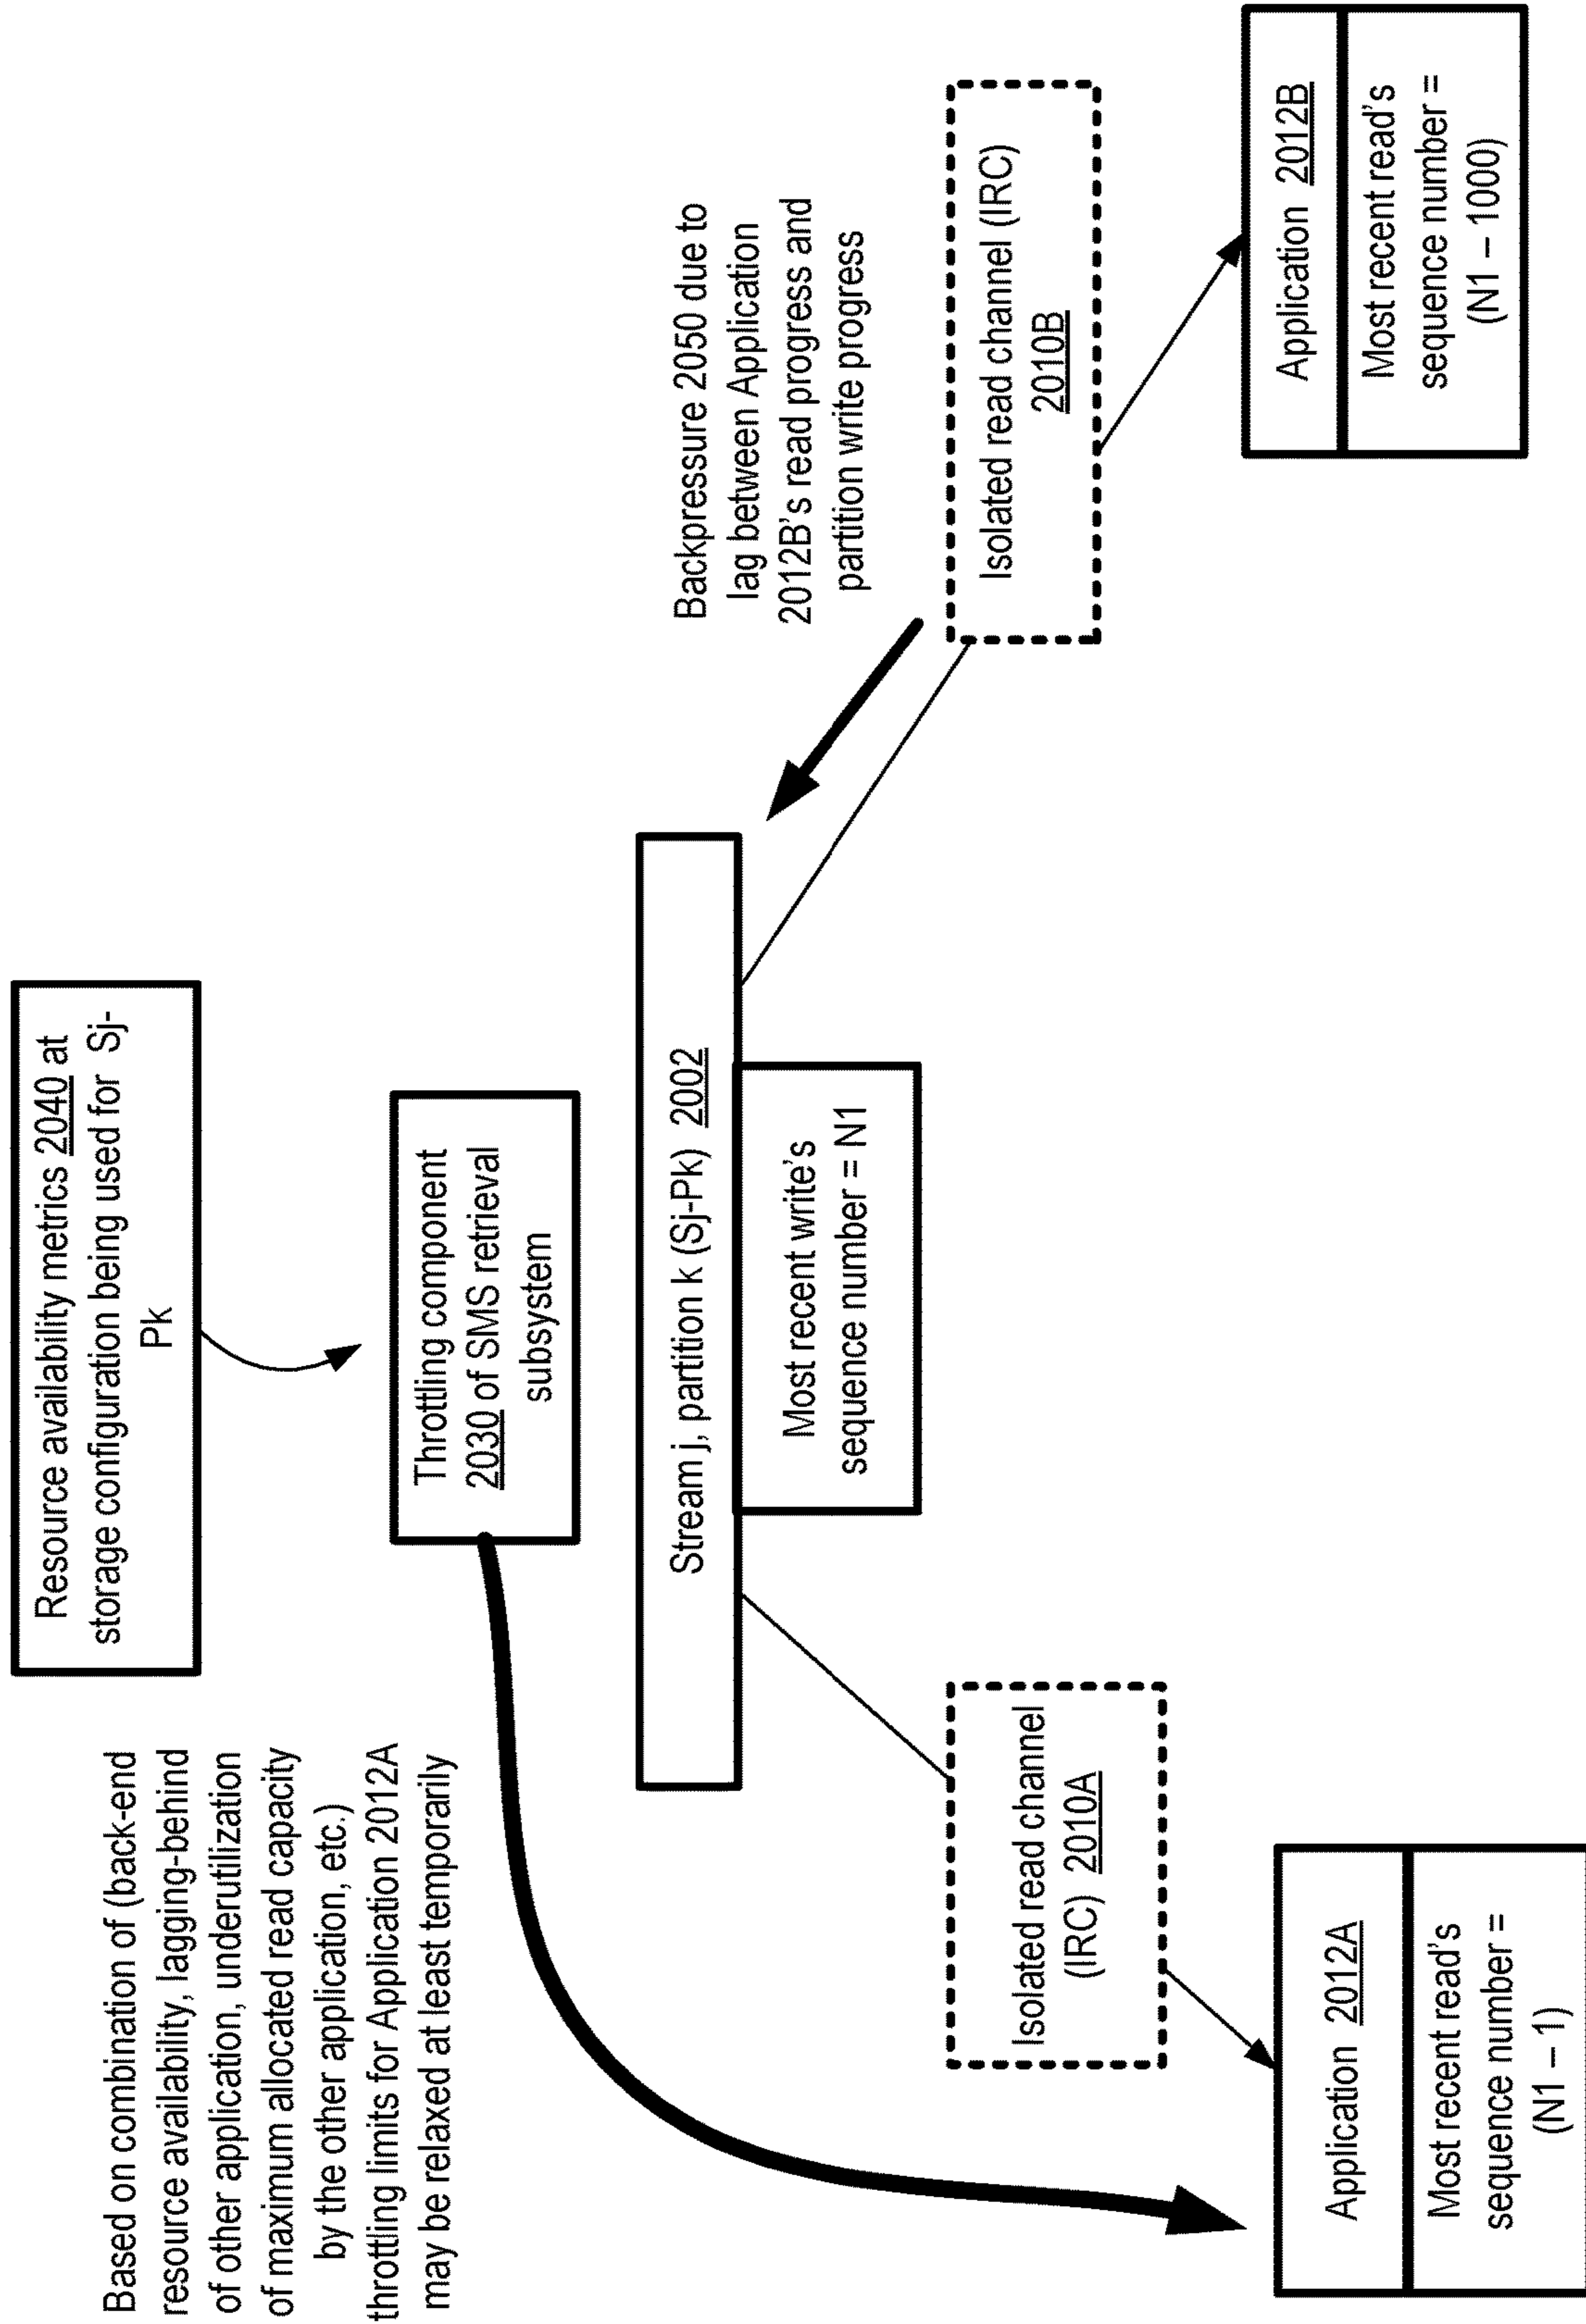 Resource availability metrics 2040 at
storage configuration being used for Sj-
Pk
Based on combination of (back-end
resource availability, lagging-behind
of other application, underutilization
of maximum allocated read capacity
by the other application, etc.)
throttling limits for Application 2012A
may be relaxed at least temporarily
Throttling component
2030 of SMS retrieval
subsystem
Backpressure 2050 due to
lag between Application
2012B's read progress and
partition write progress
Stream j, partition k (Sj-Pk) 2002
Most recent write's
sequence number = N1
Isolated read channel
(IRC) 2010A
Isolated read channel (IRC)
2010B
Application 2012A
Most recent read's
sequence number =
(N1 – 1)
Application 2012B
Most recent read's
sequence number =
(N1 – 1000)